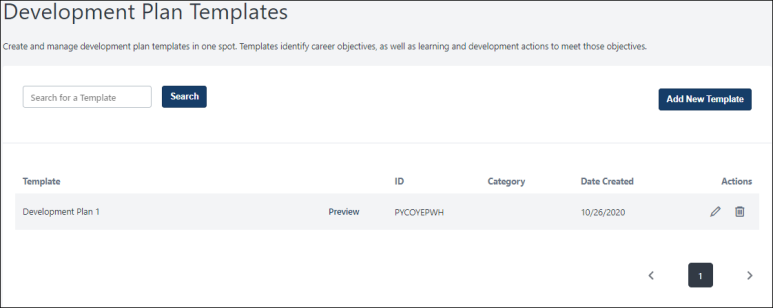 Development Plan Templates
Create and manage development plan templates in one spot. Templates identify career objectives, as well as learning and development actions to meet those objectives.
Search for a Template Search Add New Template
Template ID Category Date Created Actions
Development Plan 1 Preview PYCOYEPWH 10/26/2020
1